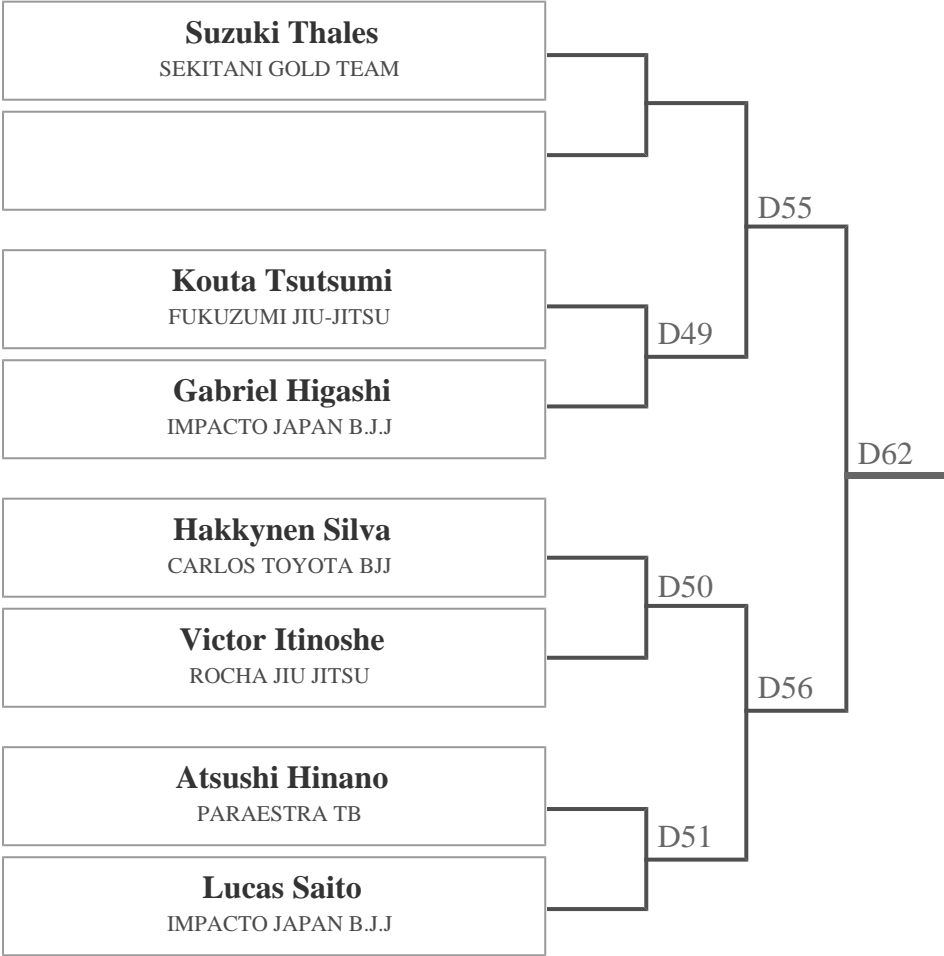 Suzuki Thales
SEKITANI GOLD TEAM
D55
Kouta Tsutsumi
FUKUZUMI JIU-JITSU
D49
Gabriel Higashi
IMPACTO JAPAN B.J.J
D62
Hakkynen Silva
CARLOS TOYOTA BJJ
D50
Victor Itinoshe
ROCHA JIU JITSU
D56
Atsushi Hinano
PARAESTRA TB
D51
Lucas Saito
IMPACTO JAPAN B.J.J